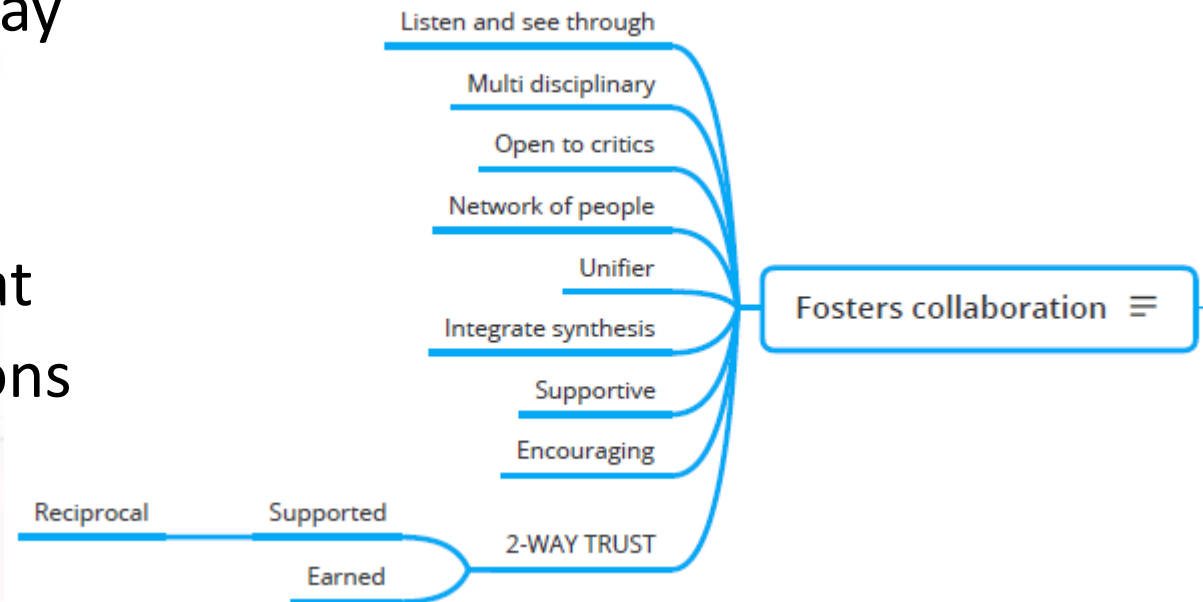 ay
at
ons
Listen and see through
Multi disciplinary
Open to critics
Network of people
Unifier
Integrate synthesis
Supportive
Encouraging
2-WAY TRUST
Supported
Reciprocal
Earned
Fosters collaboration